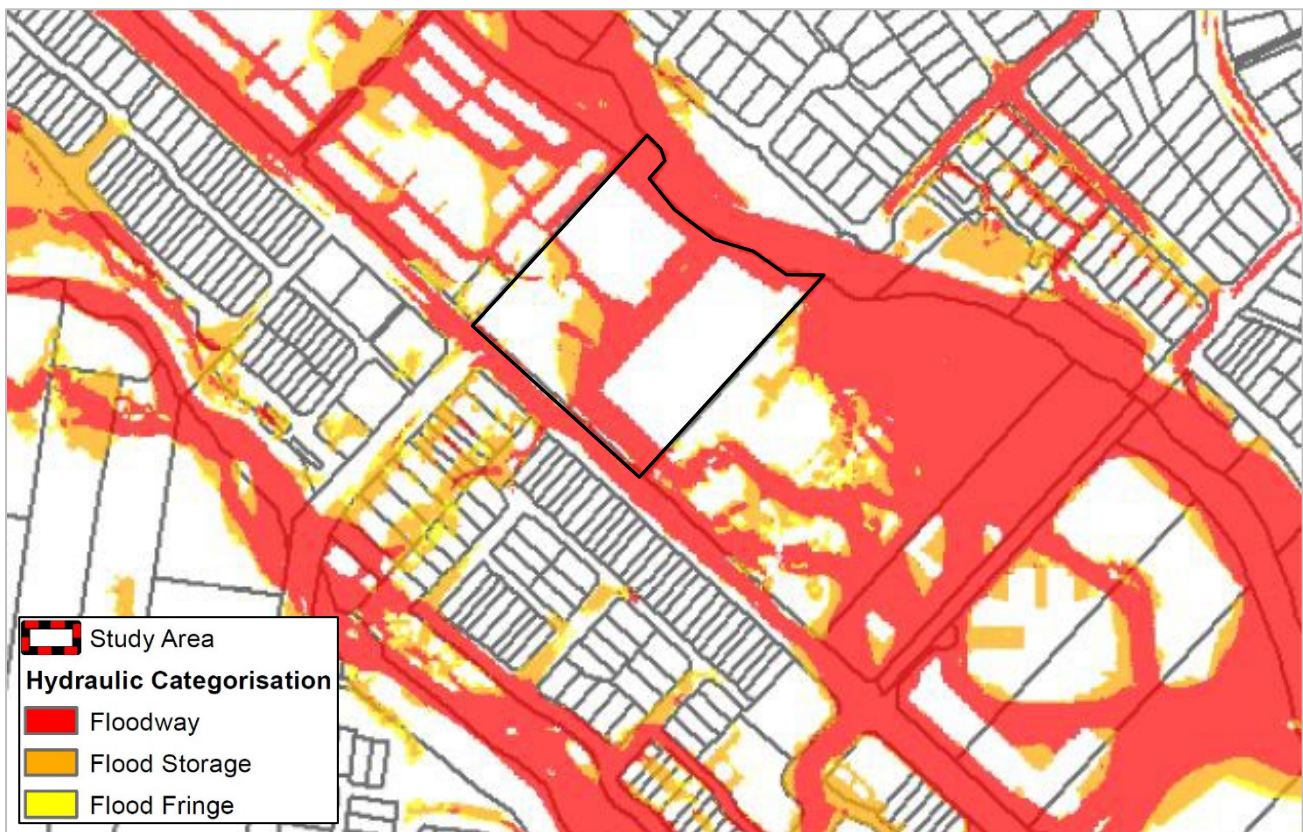 Study Area
Hydraulic Categorisation
Floodway
Flood Storage
Flood Fringe